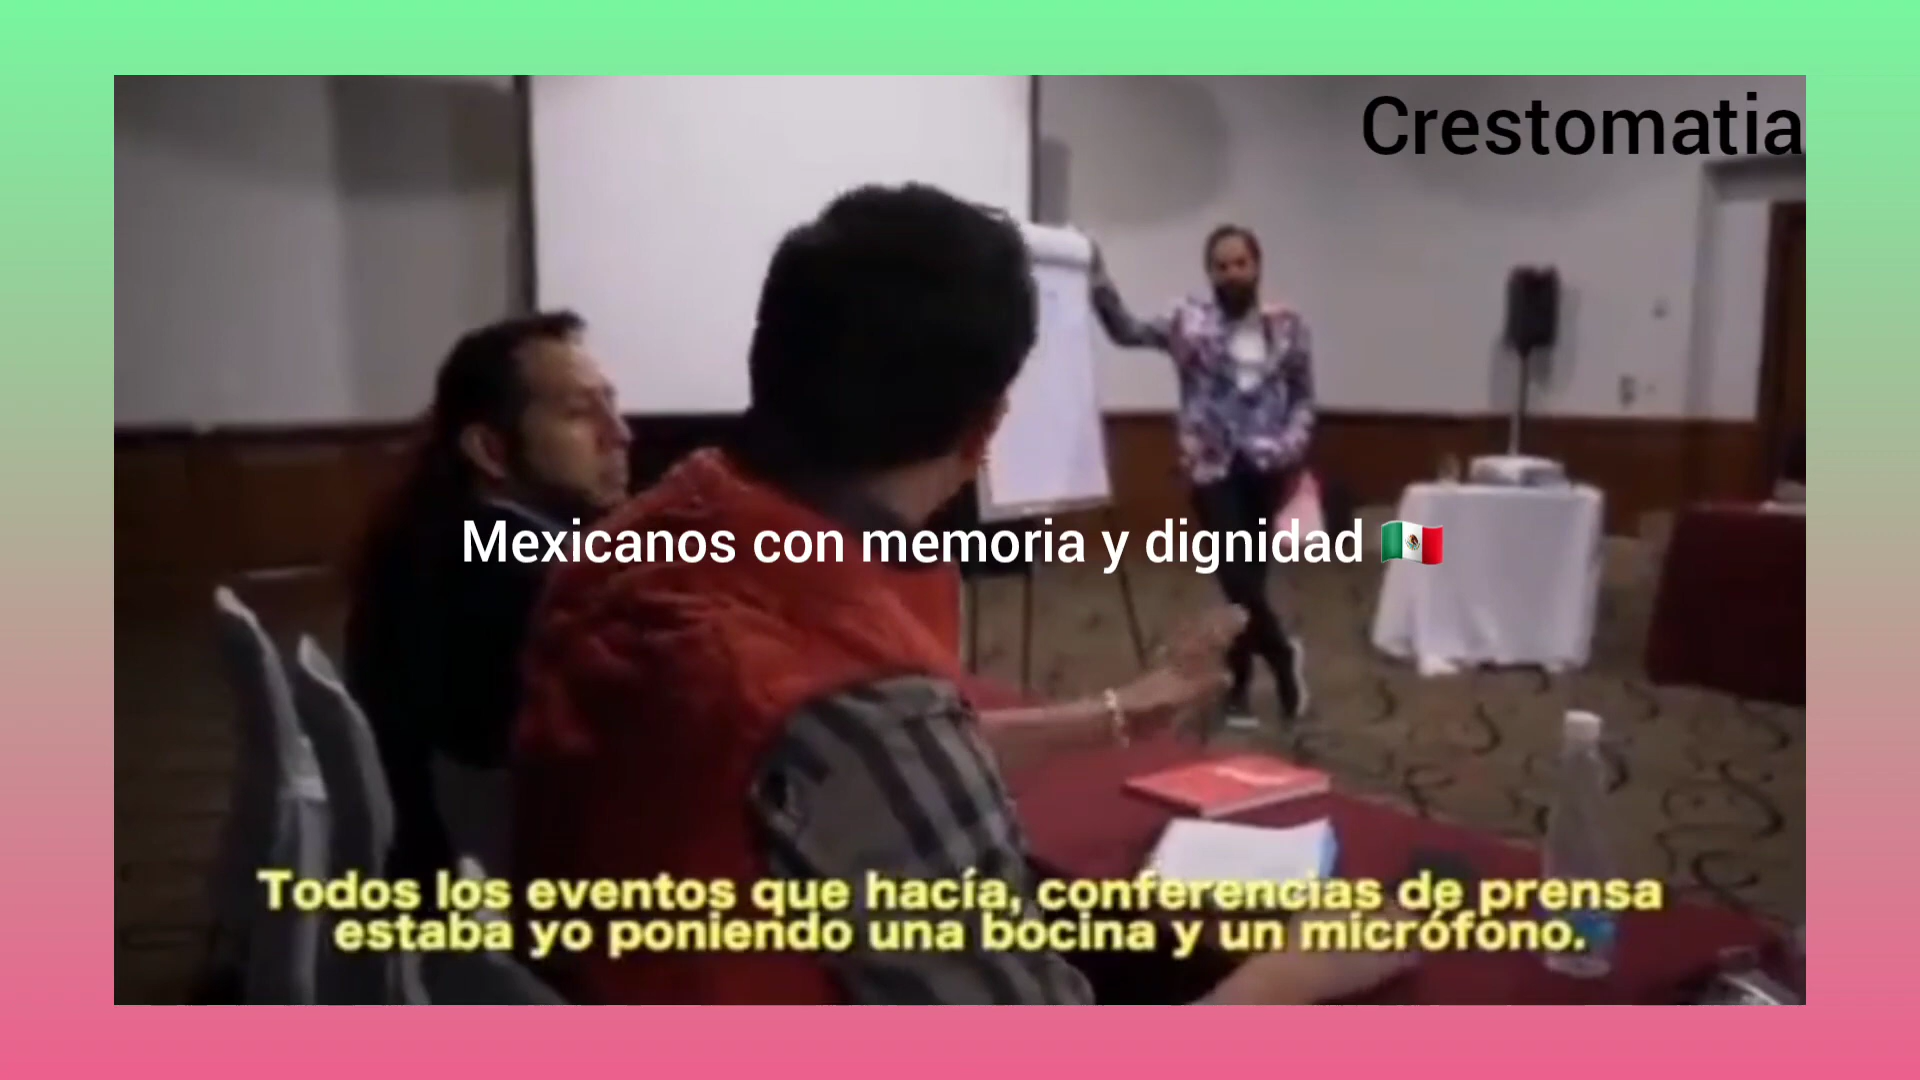 Crestomatia
Mexicanos con memoria y dignidad 🇲🇽
Todos los eventos que hacía, conferencias de prensa
estaba yo poniendo una bocina y un micrófono.